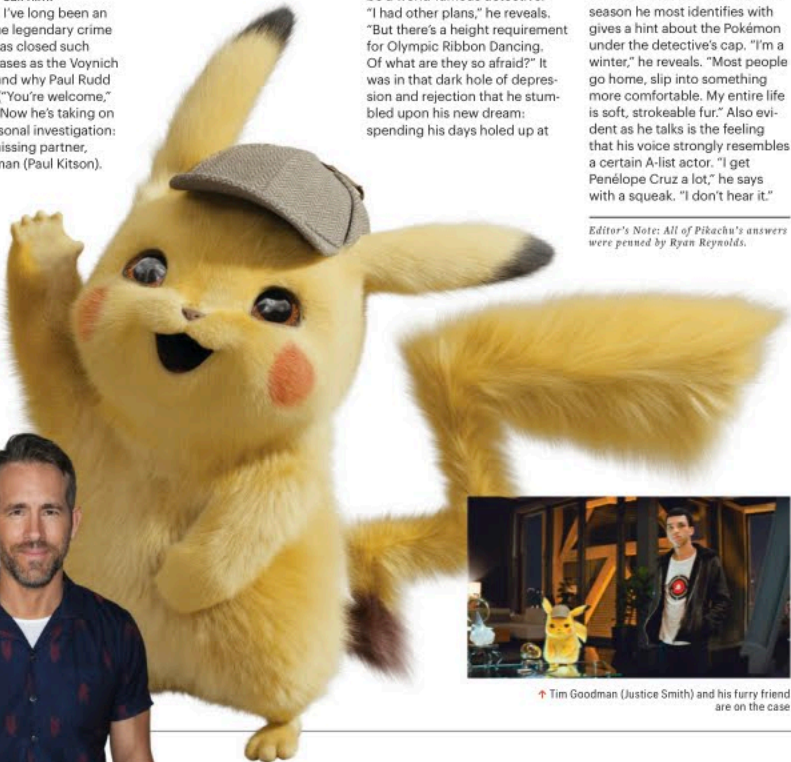 I've long been an
legendary crime
closed such
as the Voynich
and why Paul Rudd
"You're welcome,"
Now he's taking on
investigation:
missing partner,
(Paul Kitson).
"I had other plans," he reveals.
"But there's a height requirement
for Olympic Ribbon Dancing.
Of what are they so afraid?" It
was in that dark hole of depres-
sion and rejection that he stum-
bled upon his new dream:
spending his days holed up at
season he most identifies with
gives a hint about the Pokémon
under the detective's cap. "I'm a
winter," he reveals. "Most people
go home, slip into something
more comfortable. My entire life
is soft, strokeable fur." Also evi-
dent as he talks is the feeling
that his voice strongly resembles
a certain A-list actor. "I get
Penélope Cruz a lot," he says
with a squeak. "I don't hear it."
Editor's Note: All of Pikachu's answers
were penned by Ryan Reynolds.
↑ Tim Goodman (Justice Smith) and his furry friend
are on the case